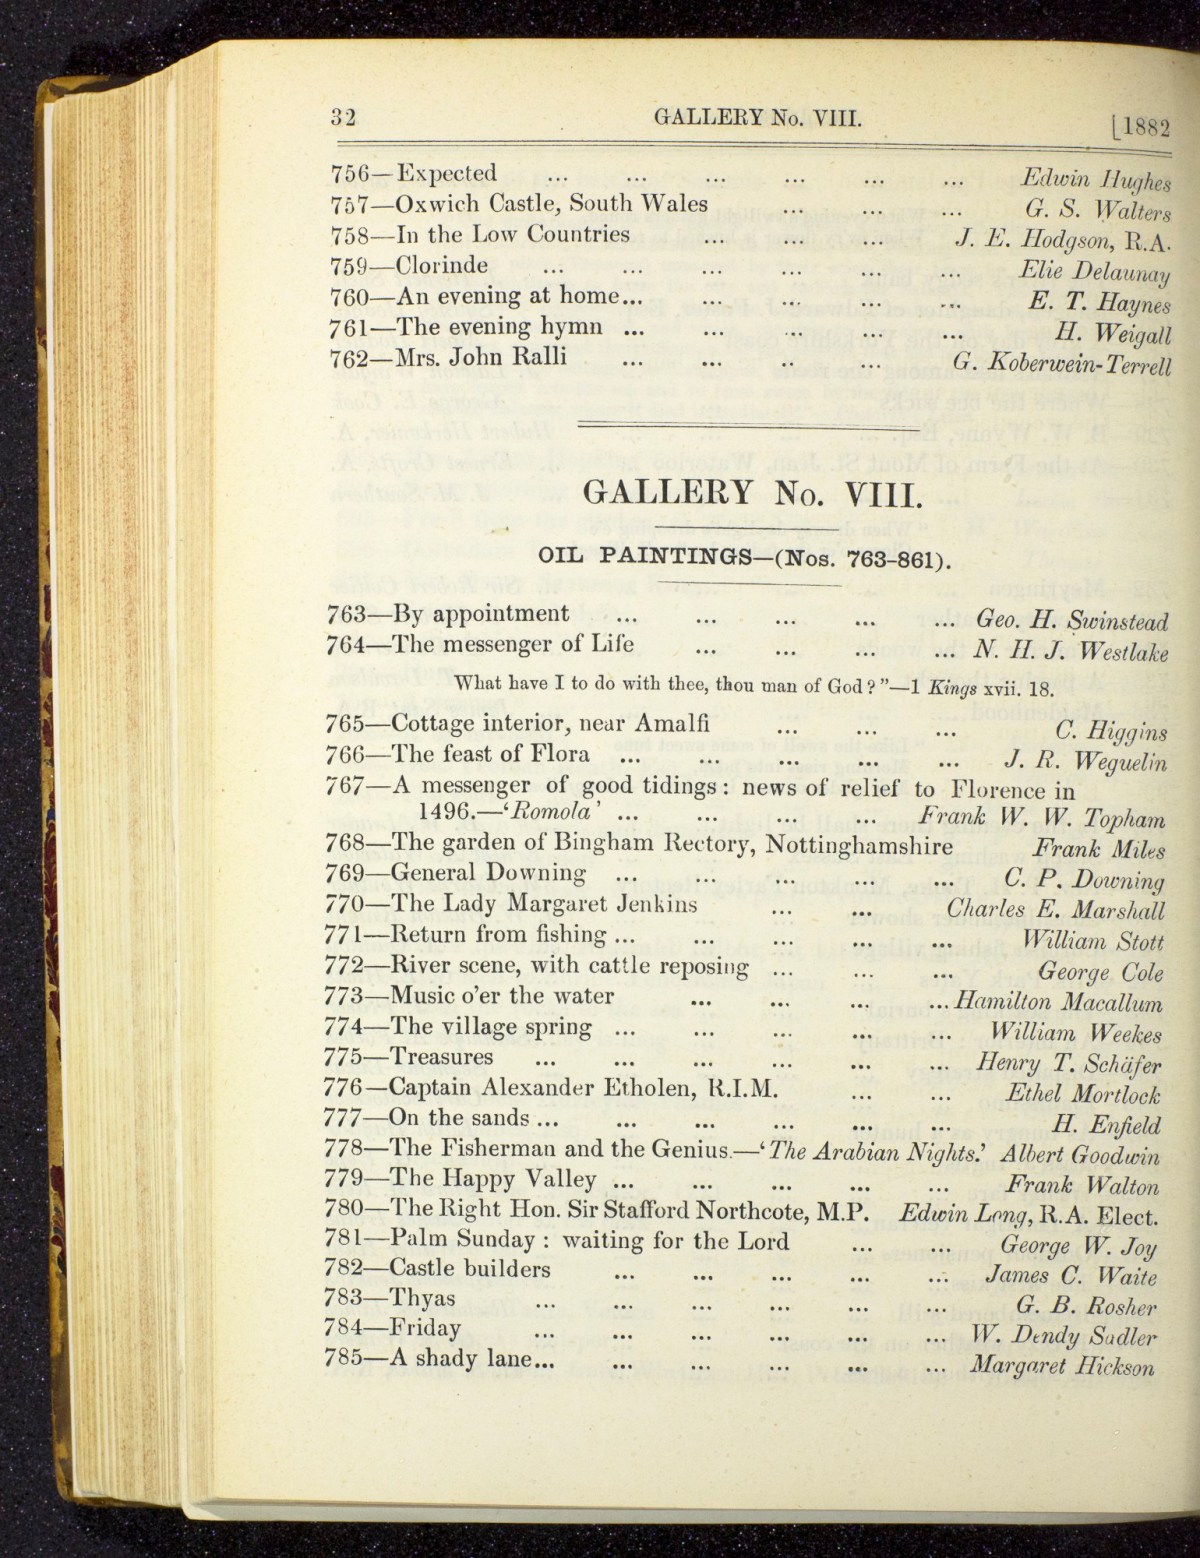 32 GALLERY No. VIII. [1882
756—Expected ... ... ... ... ... ... Edwin Hughes
757—Oxwich Castle, South Wales ... ... ... G. S. Walters
758—In the Low Countries ... ... ... J. E. Hodgson, R.A.
759—Clorinde ... ... ... ... ... ... Elie Delaunay
760—An evening at home... ... ... ... ... E. T. Haynes
761—The evening hymn ... ... ... ... ... H. Weigall
762—Mrs. John Ralli ... ... ... ... G. Koberwein-Terrell
GALLERY No. VIII.
OIL PAINTINGS—(Nos. 763-861).
763—By appointment ... ... ... ... ... Geo. H. Swinstead
764—The messenger of Life ... ... ... ... N. H. J. Westlake
What have I to do with thee, thou man of God?"—1 Kings xvii. 18.
765—Cottage interior, near Amalfi ... ... ... C. Higgins
766—The feast of Flora ... ... ... ... ... J. R. Weguelin
767—A messenger of good tidings: news of relief to Florence in
1496.—'Romola' ... ... ... ... Frank W. W. Topham
768—The garden of Bingham Rectory, Nottinghamshire Frank Miles
769—General Downing ... ... ... ... ... C. P. Downing
770—The Lady Margaret Jenkins ... ... Charles E. Marshall
771—Return from fishing ... ... ... ... ... William Stott
772—River scene, with cattle reposing ... ... ... George Cole
773—Music o'er the water ... ... ... ... Hamilton Macallum
774—The village spring ... ... ... ... ... William Weekes
775—Treasures ... ... ... ... ... ... Henry T. Schäfer
776—Captain Alexander Etholen, R.I.M. ... ... Ethel Mortlock
777—On the sands ... ... ... ... ... ... H. Enfield
778—The Fisherman and the Genius.—'The Arabian Nights.' Albert Goodwin
779—The Happy Valley ... ... ... ... ... Frank Walton
780—The Right Hon. Sir Stafford Northcote, M.P. Edwin Long, R.A. Elect.
781—Palm Sunday: waiting for the Lord ... ... George W. Joy
782—Castle builders ... ... ... ... ... James C. Waite
783—Thyas ... ... ... ... ... ... G. B. Rosher
784—Friday ... ... ... ... ... ... W. Dendy Sadler
785—A shady lane... ... ... ... ... ... Margaret Hickson